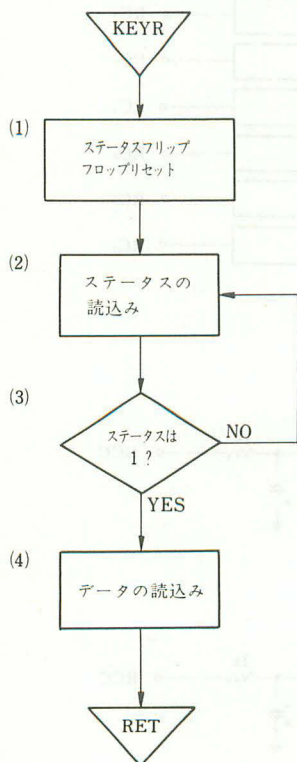 KEYR
(1)
ステータスフリップ
フロップリセット
(2)
ステータスの
読込み
(3)
ステータスは
1 ?
NO
YES
(4)
データの読込み
RET